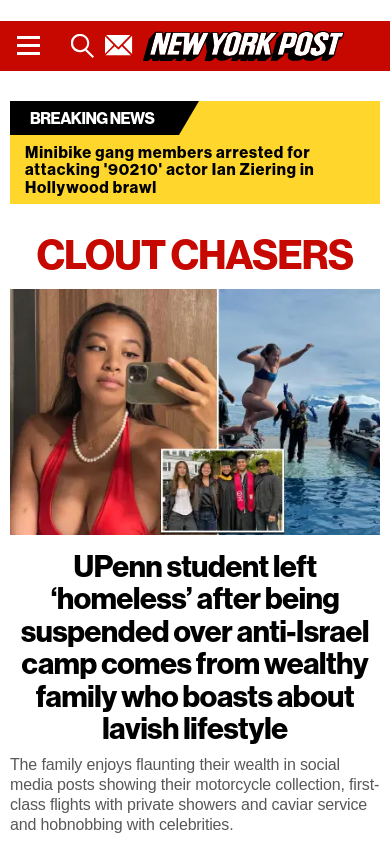 NEW YORK POST
BREAKING NEWS
Minibike gang members arrested for
attacking '90210' actor Ian Ziering in
Hollywood brawl
CLOUT CHASERS
UPenn student left
‘homeless’ after being
suspended over anti-Israel
camp comes from wealthy
family who boasts about
lavish lifestyle
The family enjoys flaunting their wealth in social
media posts showing their motorcycle collection, first-
class flights with private showers and caviar service
and hobnobbing with celebrities.